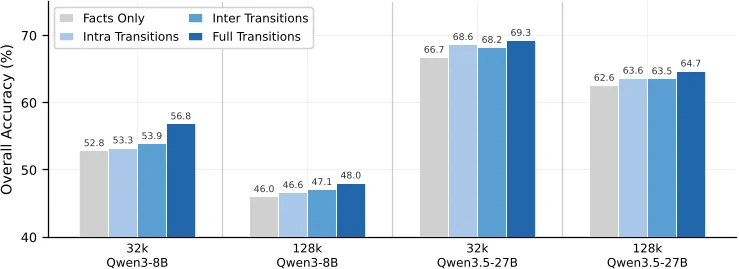 Facts Only
Intra Transitions
Inter Transitions
Full Transitions
Overall Accuracy (%)
70
60
50
40
52.8 53.3 53.9 56.8
46.0 46.6 47.1 48.0
66.7 68.6 68.2 69.3
62.6 63.6 63.5 64.7
32k
Qwen3-8B
128k
Qwen3-8B
32k
Qwen3.5-27B
128k
Qwen3.5-27B